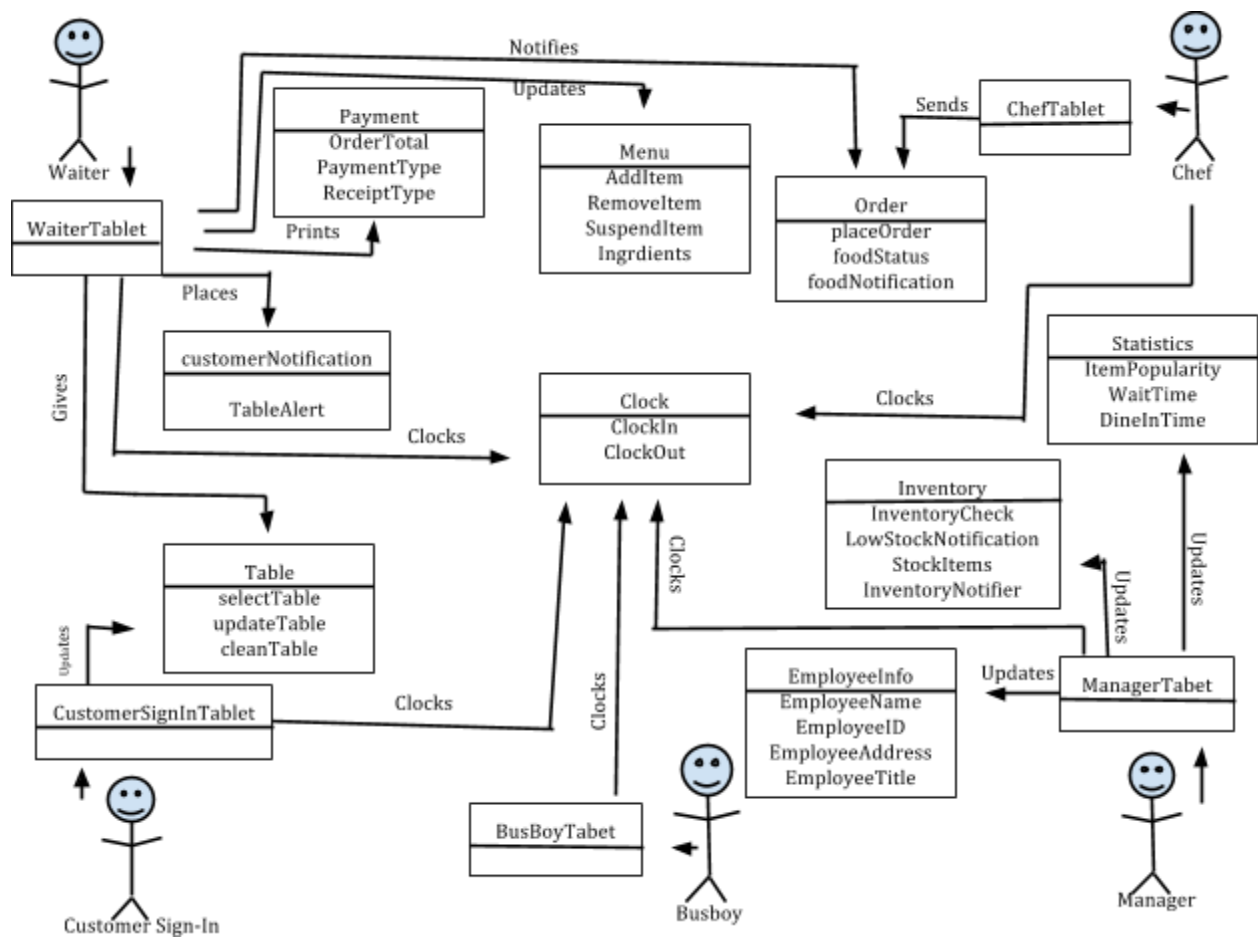 Notifies
Updates
Waiter
Payment
OrderTotal
PaymentType
ReceiptType
Menu
AddItem
RemoveItem
SuspendItem
Ingrdients
Sends
ChefTablet
Chef
Order
placeOrder
foodStatus
foodNotification
WaiterTablet
Prints
Places
customerNotification
TableAlert
Gives
Clocks
Clock
ClockIn
ClockOut
Clocks
Statistics
ItemPopularity
WaitTime
DineInTime
Inventory
InventoryCheck
LowStockNotification
StockItems
InventoryNotifier
Updates
Updates
Clocks
Table
selectTable
updateTable
cleanTable
Updates
CustomerSignInTablet
Clocks
Clocks
EmployeeInfo
EmployeeName
EmployeeID
EmployeeAddress
EmployeeTitle
Updates
ManagerTabet
BusBoyTabet
Customer Sign-In
Busboy
Manager